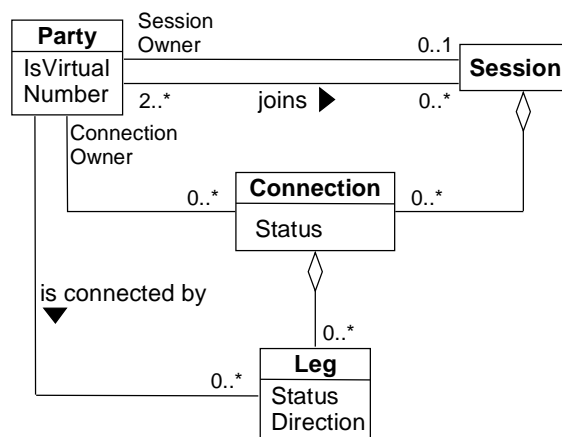 Party
IsVirtual
Number
Session
Owner
0..1
Session
2..*
joins
0..*
Connection
Owner
0..*
Connection
Status
0..*
is connected by
0..*
0..*
Leg
Status
Direction